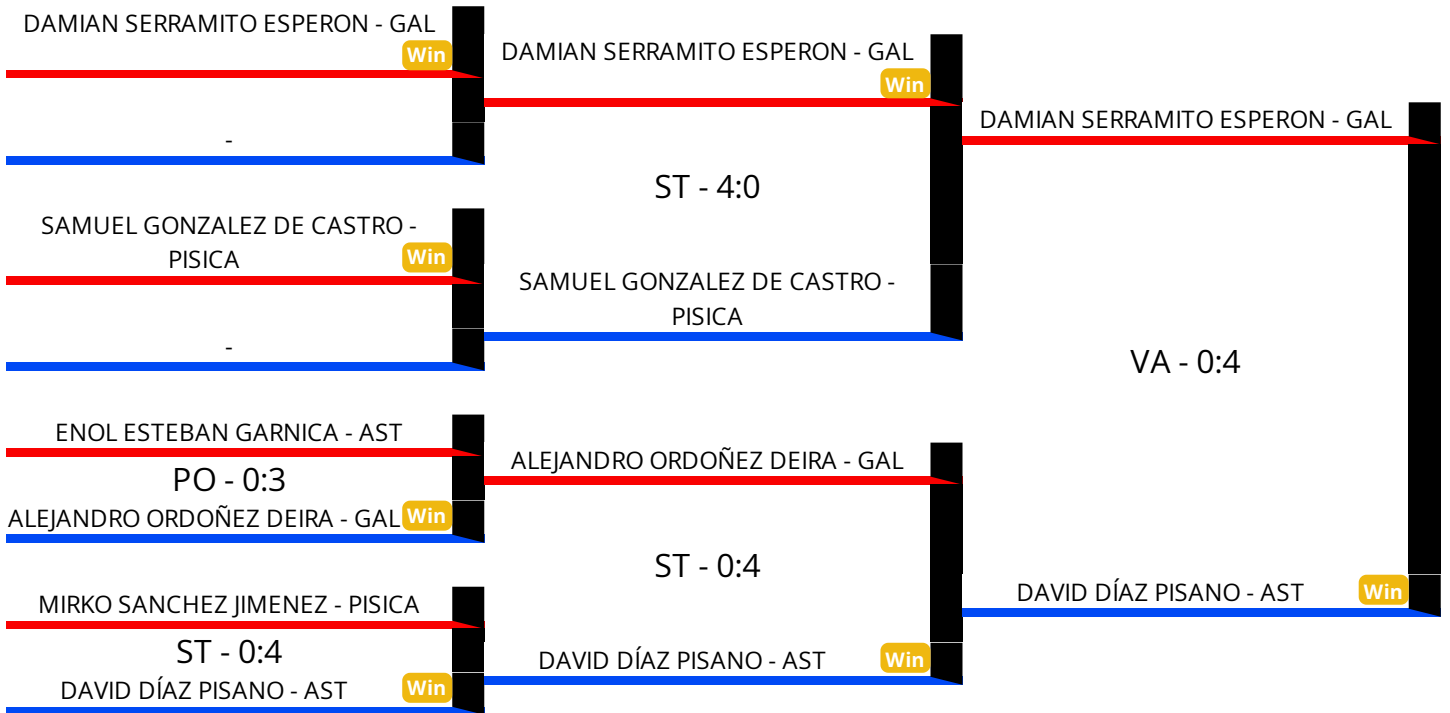 DAMIAN SERRAMITO ESPERON - GAL
Win
-
SAMUEL GONZALEZ DE CASTRO -
PISICA
Win
-
ENOL ESTEBAN GARNICA - AST
PO - 0:3
ALEJANDRO ORDOÑEZ DEIRA - GAL
Win
MIRKO SANCHEZ JIMENEZ - PISICA
ST - 0:4
DAVID DÍAZ PISANO - AST
Win
DAMIAN SERRAMITO ESPERON - GAL
Win
ST - 4:0
SAMUEL GONZALEZ DE CASTRO -
PISICA
ALEJANDRO ORDOÑEZ DEIRA - GAL
ST - 0:4
DAVID DÍAZ PISANO - AST
Win
DAMIAN SERRAMITO ESPERON - GAL
VA - 0:4
DAVID DÍAZ PISANO - AST
Win